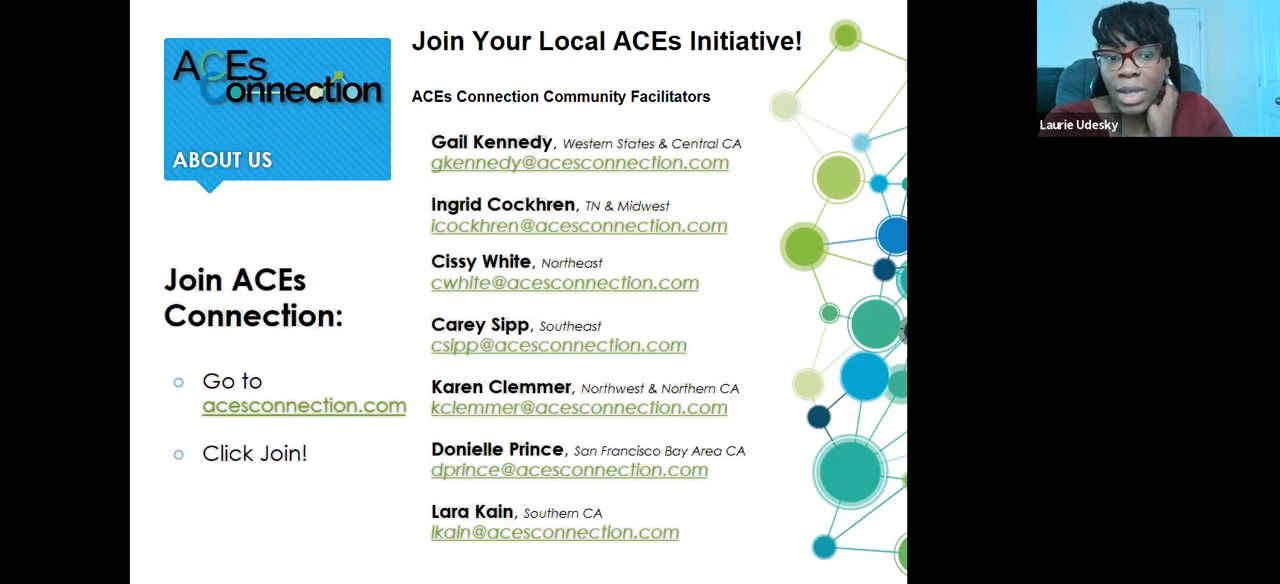 ACEs
Connection
ABOUT US
Join ACEs
Connection:
Go to
acesconnection.com
Click Join!
Join Your Local ACEs Initiative!
ACEs Connection Community Facilitators
Gail Kennedy, Western States & Central CA
gkennedy@acesconnection.com
Ingrid Cockhren, TN & Midwest
icockhren@acesconnection.com
Cissy White, Northeast
cwhite@acesconnection.com
Carey Sipp, Southeast
csipp@acesconnection.com
Karen Clemmer, Northwest & Northern CA
kclemmer@acesconnection.com
Donielle Prince, San Francisco Bay Area CA
dprince@acesconnection.com
Lara Kain, Southern CA
lkain@acesconnection.com
Laurie Udesky